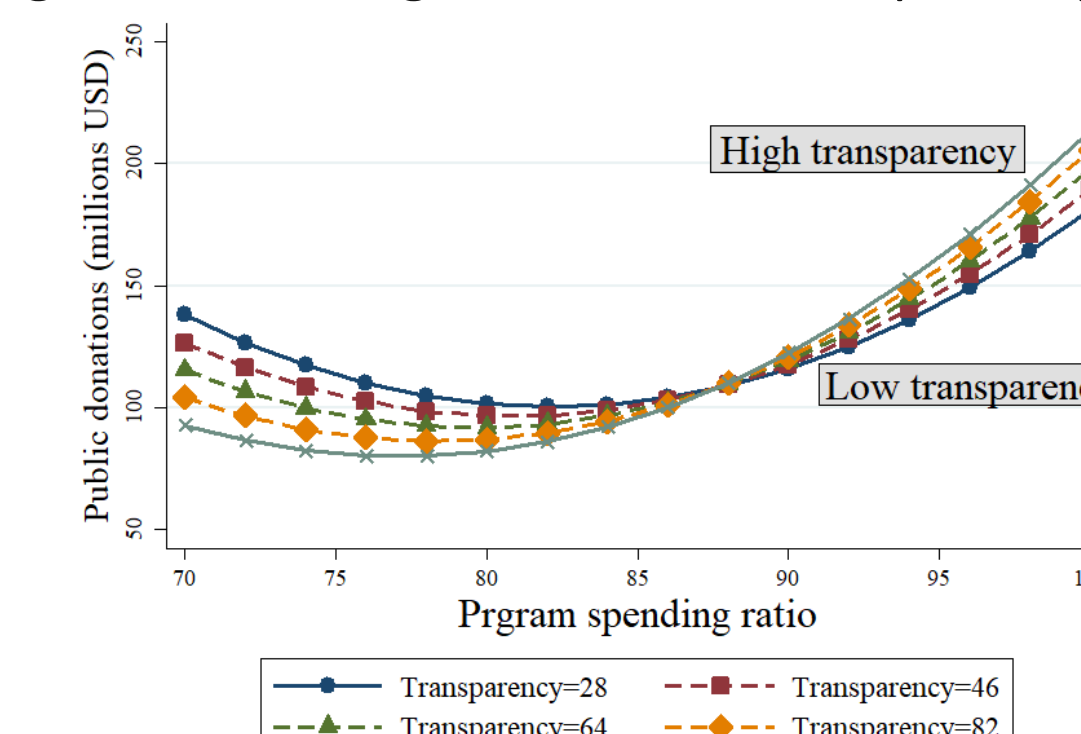 250
200
150
100
50
Public donations (millions USD)
High transparency
Low transparenc
70 75 80 85 90 95
Prgram spending ratio
Transparency=28 Transparency=46
Transparency=64 Transparency=82